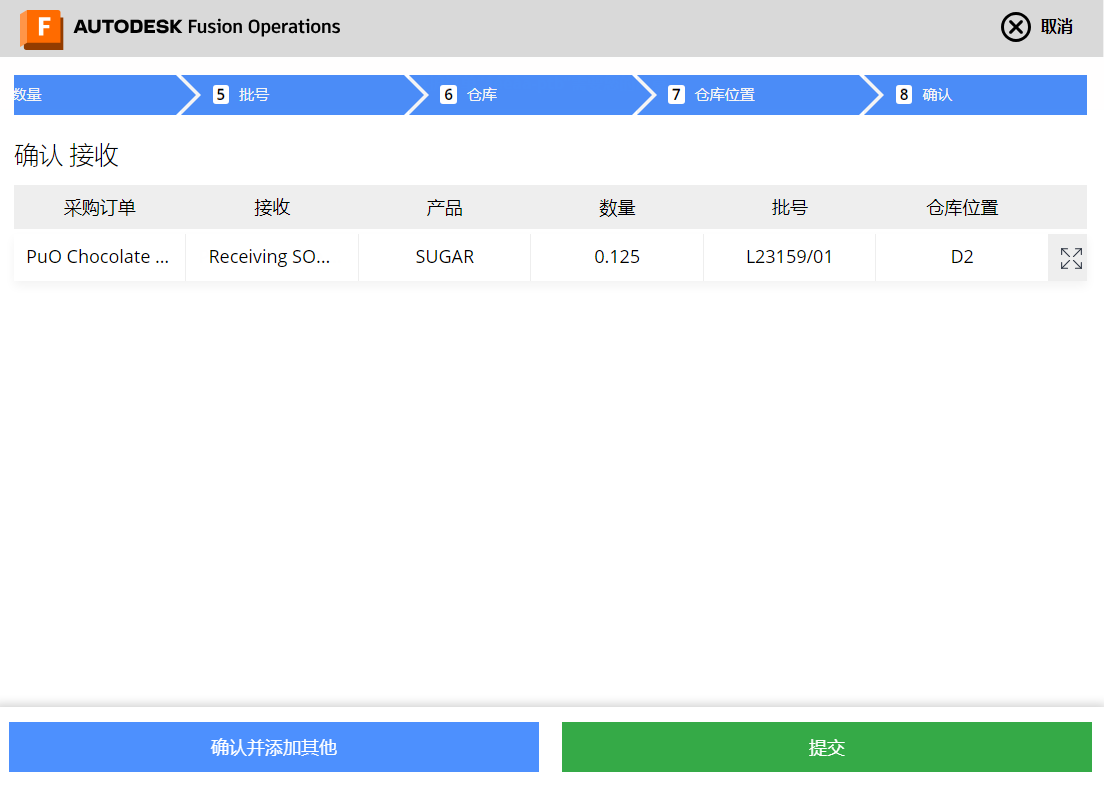 F AUTODESK Fusion Operations 取消
数量 5 批号 6 仓库 7 仓库位置 8 确认
确认 接收
采购订单 接收 产品 数量 批号 仓库位置
PuO Chocolate ... Receiving SO... SUGAR 0.125 L23159/01 D2
确认并添加其他 提交